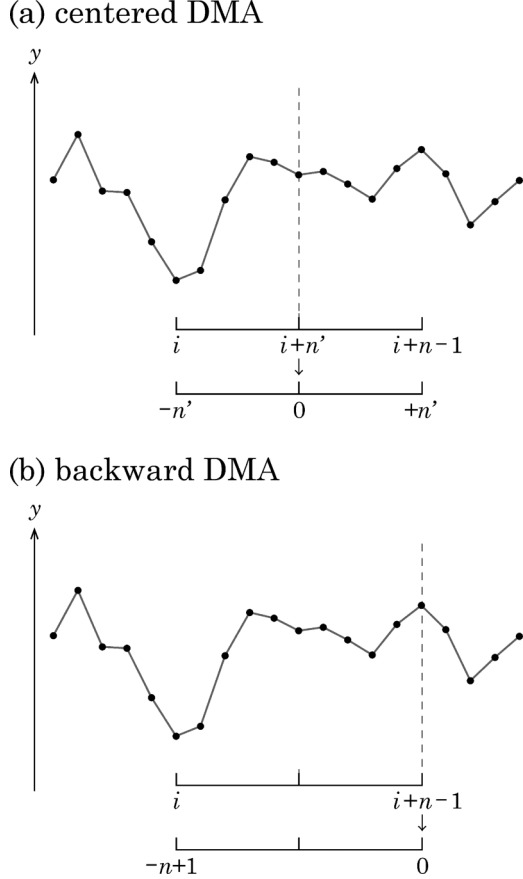 (a) centered DMA
y
i i+n’ i+n−1
↓
−n’ 0 +n’
(b) backward DMA
y
i i+n−1
↓
−n+1 0